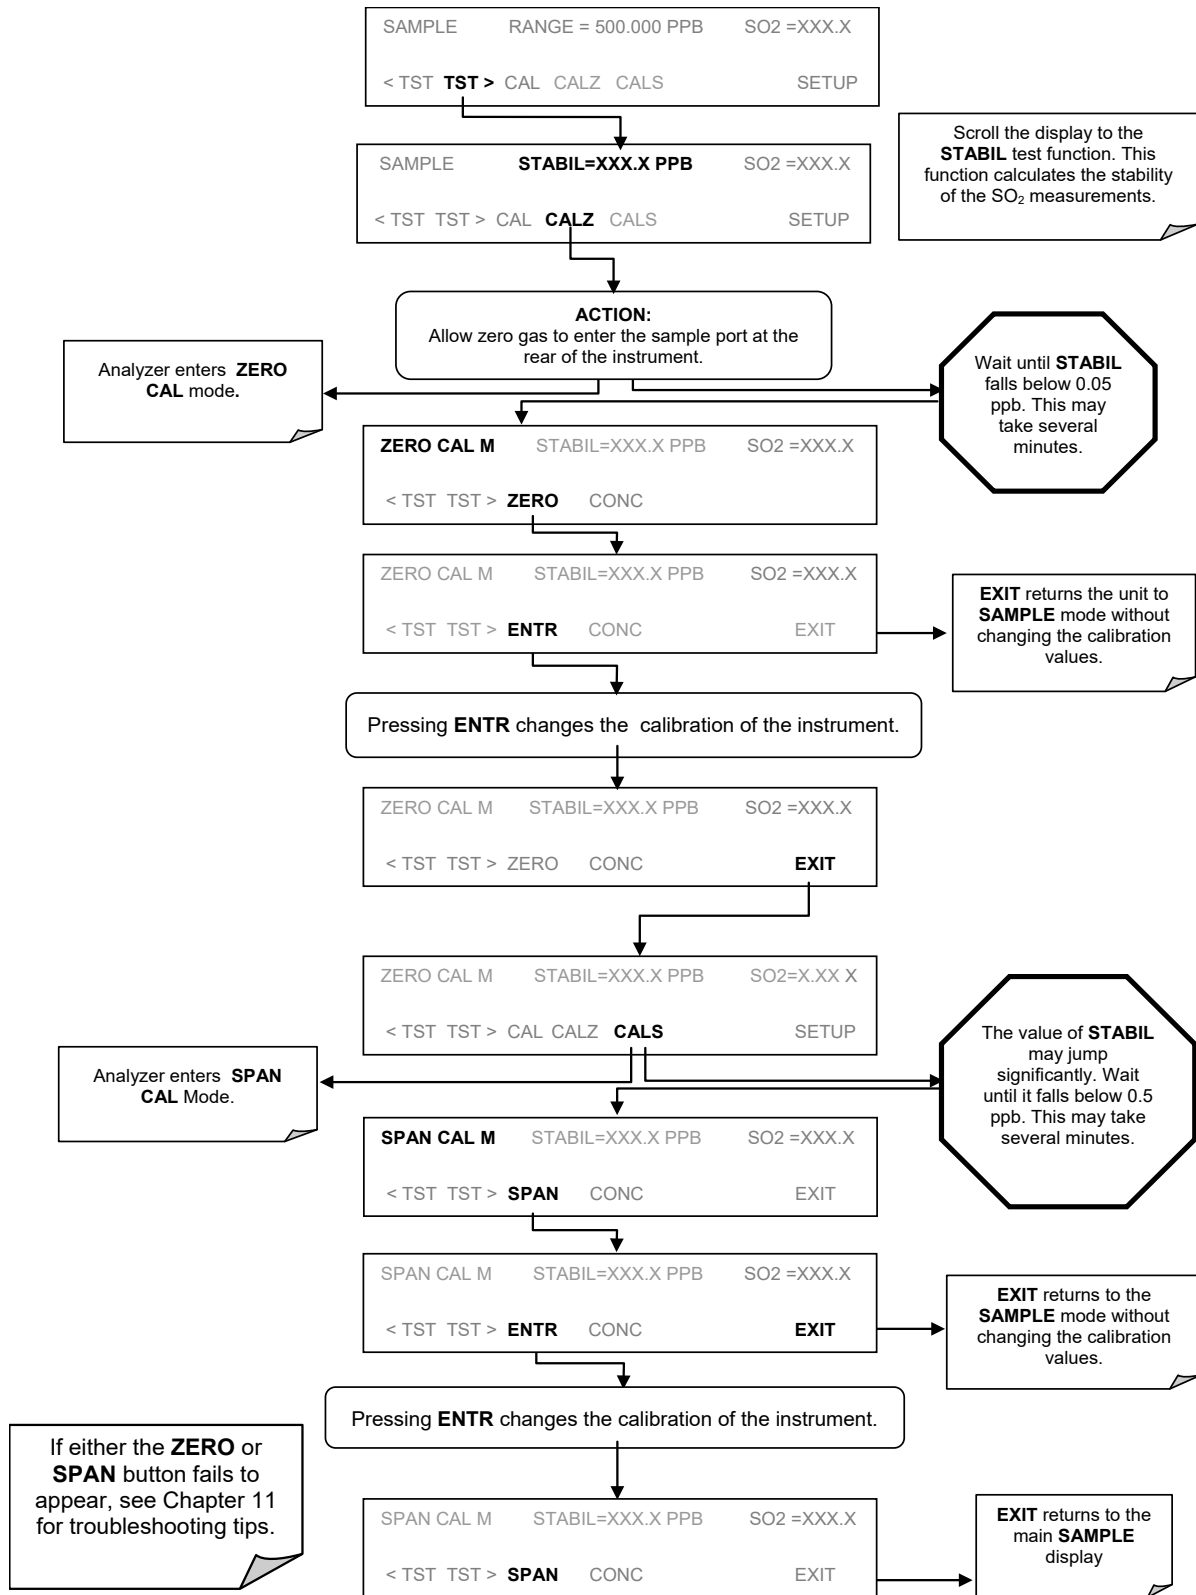 SAMPLE RANGE = 500.000 PPB SO2 =XXX.X
< TST TST > CAL CALZ CALS SETUP
Scroll the display to the
STABIL test function. This
function calculates the stability
of the SO₂ measurements.
SAMPLE STABIL=XXX.X PPB SO2 =XXX.X
< TST TST > CAL CALZ CALS SETUP
ACTION:
Allow zero gas to enter the sample port at the
rear of the instrument.
Analyzer enters ZERO
CAL mode.
Wait until STABIL
falls below 0.05
ppb. This may
take several
minutes.
ZERO CAL M STABIL=XXX.X PPB SO2 =XXX.X
< TST TST > ZERO CONC
ZERO CAL M STABIL=XXX.X PPB SO2 =XXX.X
< TST TST > ENTR CONC EXIT
EXIT returns the unit to
SAMPLE mode without
changing the calibration
values.
Pressing ENTR changes the calibration of the instrument.
ZERO CAL M STABIL=XXX.X PPB SO2 =XXX.X
< TST TST > ZERO CONC EXIT
ZERO CAL M STABIL=XXX.X PPB SO2=X.XX X
< TST TST > CAL CALZ CALS SETUP
Analyzer enters SPAN
CAL Mode.
The value of STABIL
may jump
significantly. Wait
until it falls below 0.5
ppb. This may take
several minutes.
SPAN CAL M STABIL=XXX.X PPB SO2 =XXX.X
< TST TST > SPAN CONC EXIT
SPAN CAL M STABIL=XXX.X PPB SO2 =XXX.X
< TST TST > ENTR CONC EXIT
EXIT returns to the
SAMPLE mode without
changing the calibration
values.
Pressing ENTR changes the calibration of the instrument.
If either the ZERO or
SPAN button fails to
appear, see Chapter 11
for troubleshooting tips.
SPAN CAL M STABIL=XXX.X PPB SO2 =XXX.X
< TST TST > SPAN CONC EXIT
EXIT returns to the
main SAMPLE
display